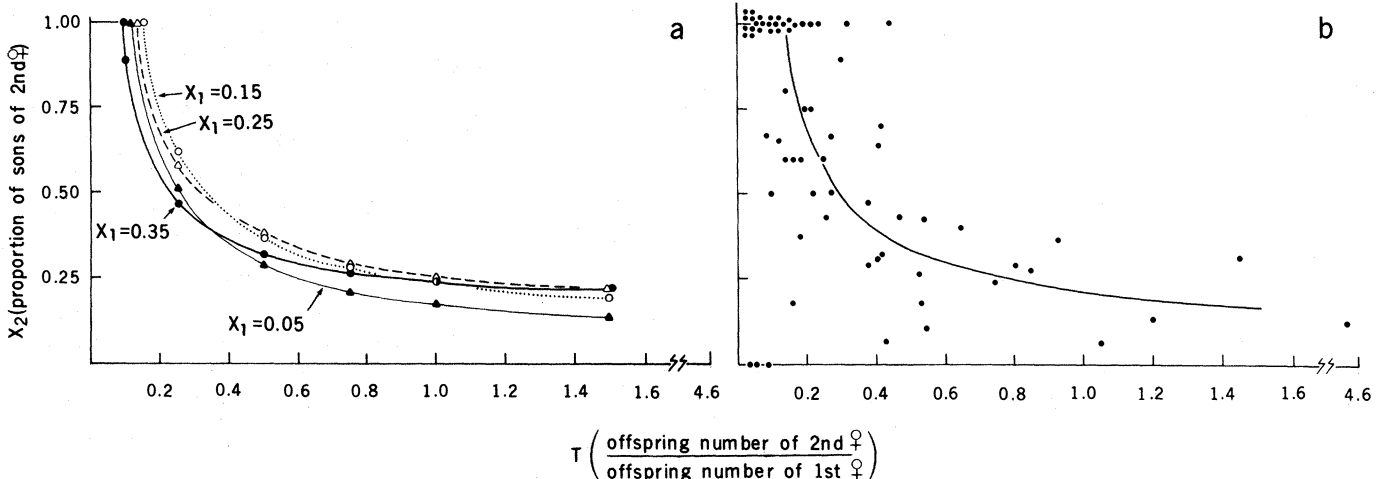 a
b
X2(proportion of sons of 2nd♀)
1.00
0.75
0.50
0.25
X1=0.15
X1=0.25
X1=0.35
X1=0.05
0.2 0.4 0.6 0.8 1.0 1.2 1.4 1.6 4.6
0.2 0.4 0.6 0.8 1.0 1.2 1.4 1.6 4.6
T ( offspring number of 2nd ♀
offspring number of 1st ♀ )